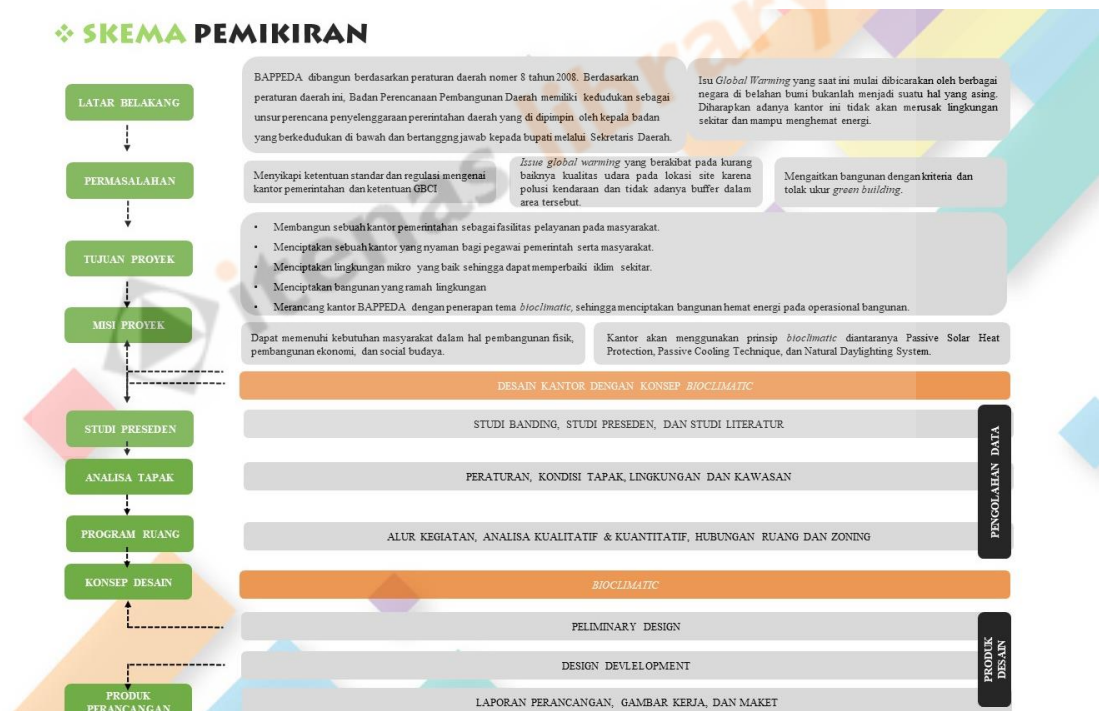 ❖ SKEMA PEMIKIRAN
LATAR BELAKANG
BAPPEDA dibangun berdasarkan peraturan daerah nomer 8 tahun 2008. Berdasarkan
peraturan daerah ini, Badan Perencanaan Pembangunan Daerah memiliki kedudukan sebagai
unsur perencana penyelenggaraan pererintahan daerah yang di dipimpin oleh kepala badan
yang berkedudukan di bawah dan bertanggng jawab kepada bupati melalui Sekretaris Daerah.
Isu Global Warming yang saat ini mulai dibicarakan oleh berbagai
negara di belahan bumi bukanlah menjadi suatu hal yang asing.
Diharapkan adanya kantor ini tidak akan merusak lingkungan
sekitar dan mampu menghemat energi.
PERMASALAHAN
Menyikapi ketentuan standar dan regulasi mengenai
kantor pemerintahan dan ketentuan GBCI
Issue global warming yang berakibat pada kurang
baiknya kualitas udara pada lokasi site karena
polusi kendaraan dan tidak adanya buffer dalam
area tersebut.
Mengaitkan bangunan dengan kriteria dan
tolak ukur green building.
TUJUAN PROYEK
• Membangun sebuah kantor pemerintahan sebagai fasilitas pelayanan pada masyarakat.
• Menciptakan sebuah kantor yang nyaman bagi pegawai pemerintah serta masyarakat.
• Menciptakan lingkungan mikro yang baik sehingga dapat memperbaiki iklim sekitar.
• Menciptakan bangunan yang ramah lingkungan
• Merancang kantor BAPPEDA dengan penerapan tema bioclimatic, sehingga menciptakan bangunan hemat energi pada operasional bangunan.
MISI PROYEK
Dapat memenuhi kebutuhan masyarakat dalam hal pembangunan fisik,
pembangunan ekonomi, dan social budaya.
Kantor akan menggunakan prinsip bioclimatic diantaranya Passive Solar Heat
Protection, Passive Cooling Technique, dan Natural Daylighting System.
DESAIN KANTOR DENGAN KONSEP BIOCLIMATIC
STUDI PRESEDEN
STUDI BANDING, STUDI PRESEDEN, DAN STUDI LITERATUR
ANALISA TAPAK
PERATURAN, KONDISI TAPAK, LINGKUNGAN DAN KAWASAN
PROGRAM RUANG
ALUR KEGIATAN, ANALISA KUALITATIF & KUANTITATIF, HUBUNGAN RUANG DAN ZONING
PENGOLAHAN DATA
KONSEP DESAIN
BIOCLIMATIC
PELIMINARY DESIGN
DESIGN DEVLELOPMENT
PRODUK
DESAIN
PRODUK
PERANCANGAN
LAPORAN PERANCANGAN, GAMBAR KERJA, DAN MAKET
itenas library